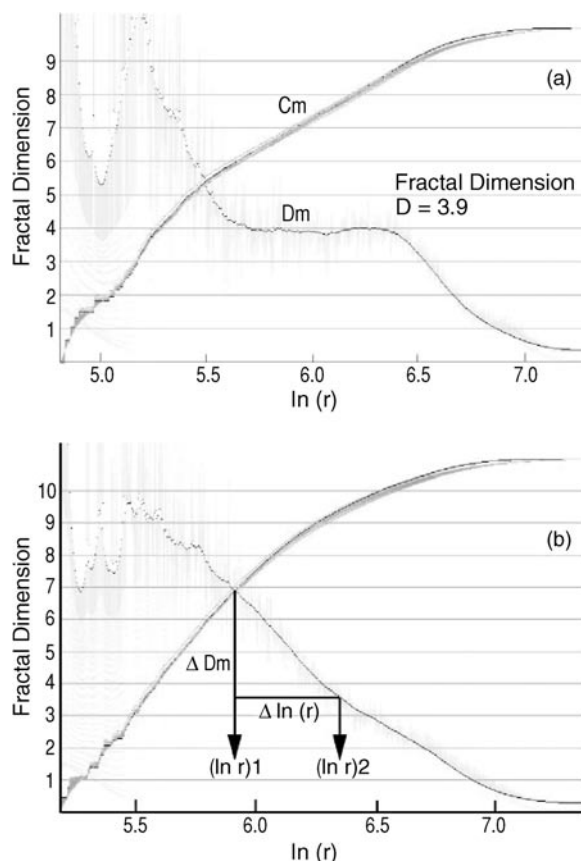 (a)
Fractal Dimension
9
8
7
6
5
4
3
2
1
Cm
Dm
Fractal Dimension
D = 3.9
5.0 5.5 6.0 6.5 7.0
ln (r)
(b)
Fractal Dimension
10
9
8
7
6
5
4
3
2
1
Δ Dm
Δ ln (r)
(ln r)1 (ln r)2
5.5 6.0 6.5 7.0
ln (r)